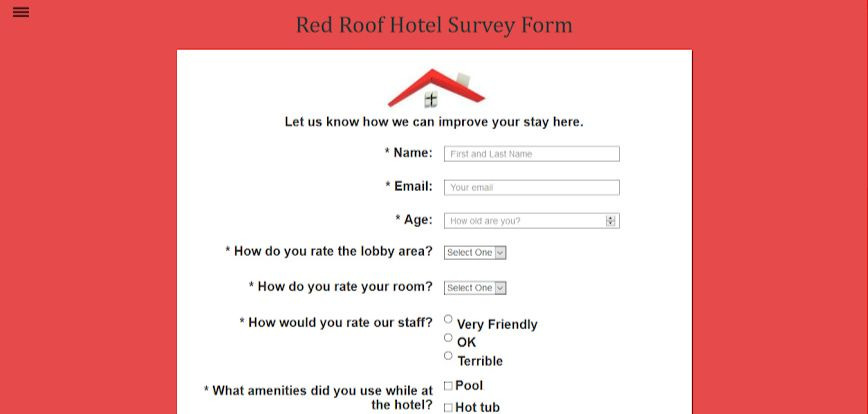 Red Roof Hotel Survey Form
Let us know how we can improve your stay here.
* Name: First and Last Name
* Email: Your email
* Age: How old are you?
* How do you rate the lobby area? Select One
* How do you rate your room? Select One
* How would you rate our staff? Very Friendly
OK
Terrible
* What amenities did you use while at the hotel? Pool
Hot tub